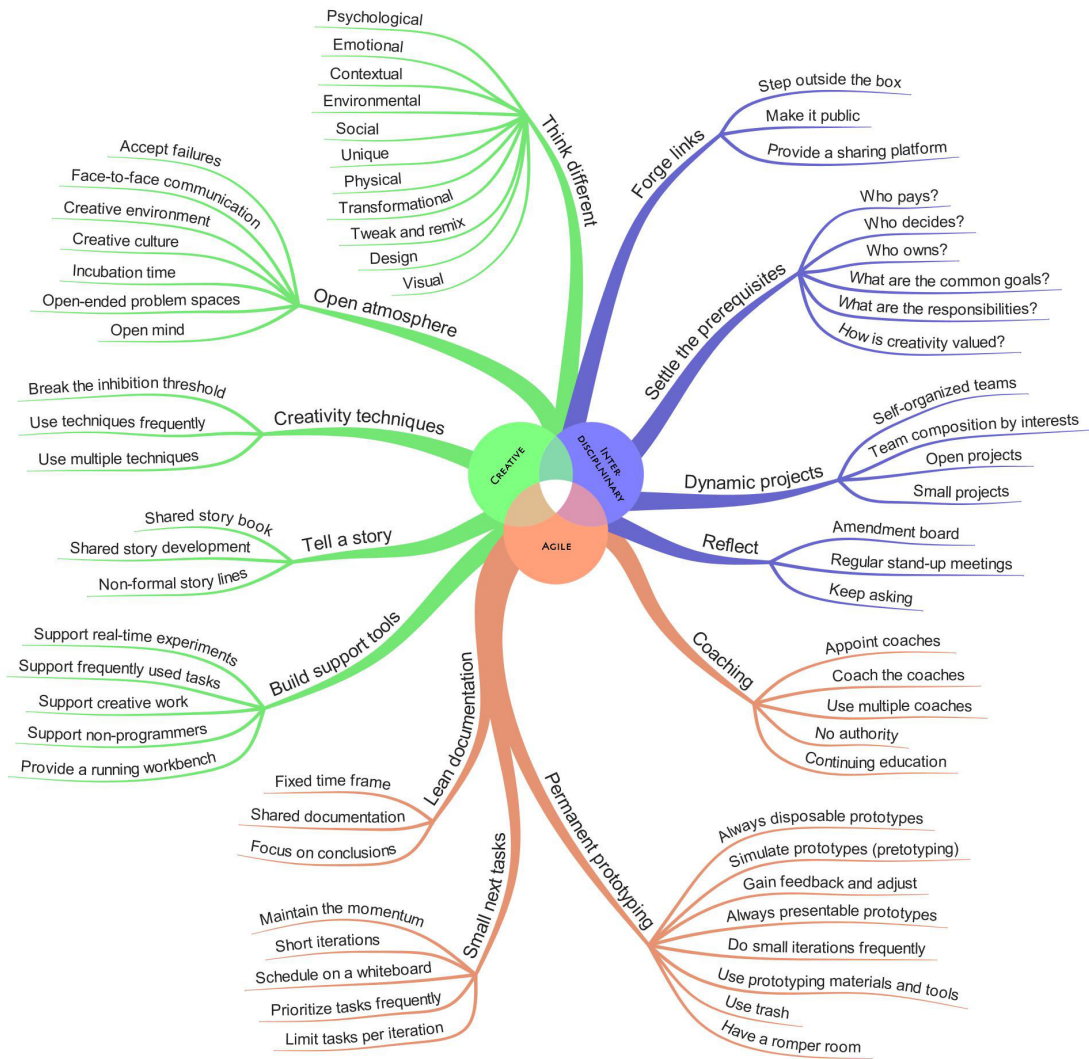 Psychological
Emotional
Contextual
Environmental
Social
Unique
Physical
Transformational
Tweak and remix
Design
Visual
Think different
Accept failures
Face-to-face communication
Creative environment
Creative culture
Incubation time
Open-ended problem spaces
Open mind
Open atmosphere
Break the inhibition threshold
Use techniques frequently
Use multiple techniques
Creativity techniques
Shared story book
Shared story development
Non-formal story lines
Tell a story
Support real-time experiments
Support frequently used tasks
Support creative work
Support non-programmers
Provide a running workbench
Build support tools
Creative
Inter-
disciplninary
Agile
Forge links
Step outside the box
Make it public
Provide a sharing platform
Settle the prerequisites
Who pays?
Who decides?
Who owns?
What are the common goals?
What are the responsibilities?
How is creativity valued?
Dynamic projects
Self-organized teams
Team composition by interests
Open projects
Small projects
Reflect
Amendment board
Regular stand-up meetings
Keep asking
Coaching
Appoint coaches
Coach the coaches
Use multiple coaches
No authority
Continuing education
Lean documentation
Fixed time frame
Shared documentation
Focus on conclusions
Small next tasks
Maintain the momentum
Short iterations
Schedule on a whiteboard
Prioritize tasks frequently
Limit tasks per iteration
Permanent prototyping
Always disposable prototypes
Simulate prototypes (pretotyping)
Gain feedback and adjust
Always presentable prototypes
Do small iterations frequently
Use prototyping materials and tools
Use trash
Have a romper room